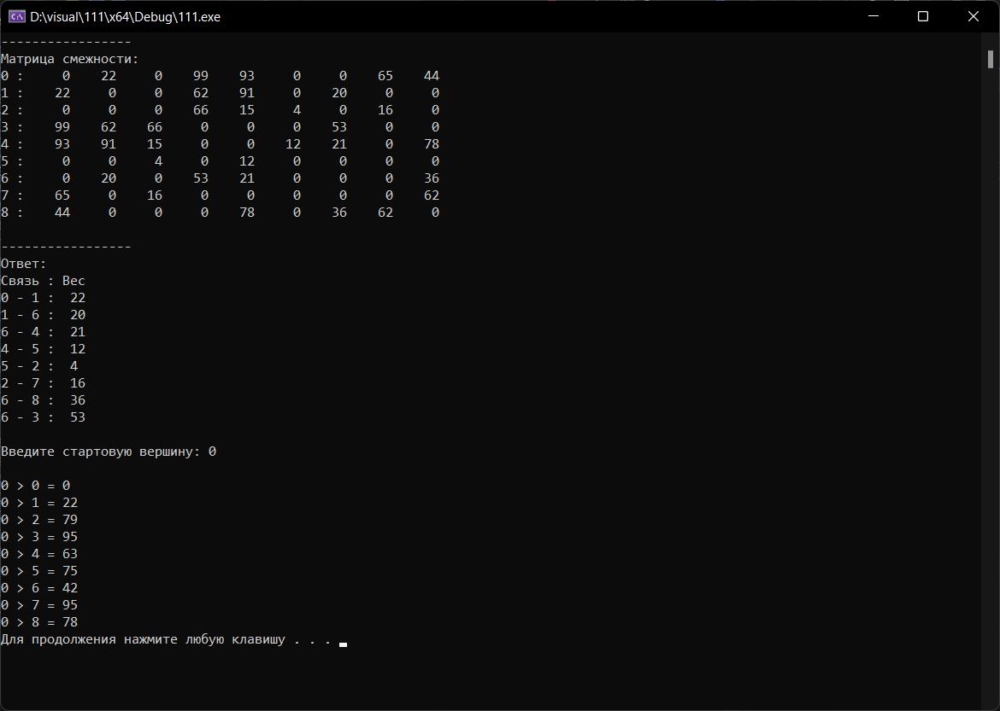 D:\visual\111\x64\Debug\111.exe
-----------------
Матрица смежности:
0 :     0    22     0    99    93     0     0    65    44
1 :    22     0     0    62    91     0    20     0     0
2 :     0     0     0    66    15     4     0    16     0
3 :    99    62    66     0     0     0    53     0     0
4 :    93    91    15     0     0    12    21     0    78
5 :     0     0     4     0    12     0     0     0     0
6 :     0    20     0    53    21     0     0     0    36
7 :    65     0    16     0     0     0     0     0    62
8 :    44     0     0     0    78     0    36    62     0
-----------------
Ответ:
Связь : Вес
0 - 1 :  22
1 - 6 :  20
6 - 4 :  21
4 - 5 :  12
5 - 2 :  4
2 - 7 :  16
6 - 8 :  36
6 - 3 :  53
Введите стартовую вершину: 0
0 > 0 = 0
0 > 1 = 22
0 > 2 = 79
0 > 3 = 95
0 > 4 = 63
0 > 5 = 75
0 > 6 = 42
0 > 7 = 95
0 > 8 = 78
Для продолжения нажмите любую клавишу . . .